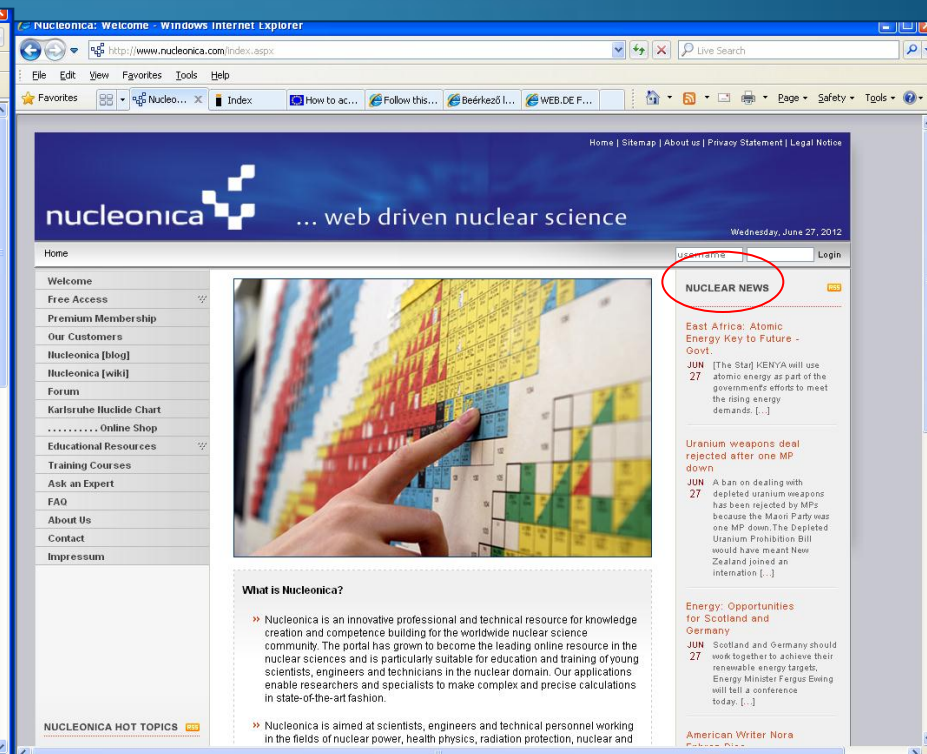 Nucleonica: Welcome - Windows Internet Explorer
http://www.nucleonica.com/index.aspx
Live Search
File Edit View Favorites Tools Help
Favorites
Nucleo...
Index
How to ac...
Follow this...
Beérkező l...
WEB.DE F...
Page
Safety
Tools
Home | Sitemap | About us | Privacy Statement | Legal Notice
nucleonica
... web driven nuclear science
Wednesday, June 27, 2012
Home
username
Login
Welcome
Free Access
Premium Membership
Our Customers
Nucleonica [blog]
Nucleonica [wiki]
Forum
Karlsruhe Nuclide Chart
.......... Online Shop
Educational Resources
Training Courses
Ask an Expert
FAQ
About Us
Contact
Impressum
NUCLEONICA HOT TOPICS RSS
What is Nucleonica?
» Nucleonica is an innovative professional and technical resource for knowledge
creation and competence building for the worldwide nuclear science
community. The portal has grown to become the leading online resource in the
nuclear sciences and is particularly suitable for education and training of young
scientists, engineers and technicians in the nuclear domain. Our applications
enable researchers and specialists to make complex and precise calculations
in state-of-the-art fashion.
» Nucleonica is aimed at scientists, engineers and technical personnel working
in the fields of nuclear power, health physics, radiation protection, nuclear and
NUCLEAR NEWS RSS
East Africa: Atomic
Energy Key to Future -
Govt.
JUN
27
[The Star] KENYA will use
atomic energy as part of the
government's efforts to meet
the rising energy
demands. [...]
Uranium weapons deal
rejected after one MP
down
JUN
27
A ban on dealing with
depleted uranium weapons
has been rejected by MPs
because the Maori Party was
one MP down.The Depleted
Uranium Prohibition Bill
would have meant New
Zealand joined an
internation [...]
Energy: Opportunities
for Scotland and
Germany
JUN
27
Scotland and Germany should
work together to achieve their
renewable energy targets,
Energy Minister Fergus Ewing
will tell a conference
today. [...]
American Writer Nora